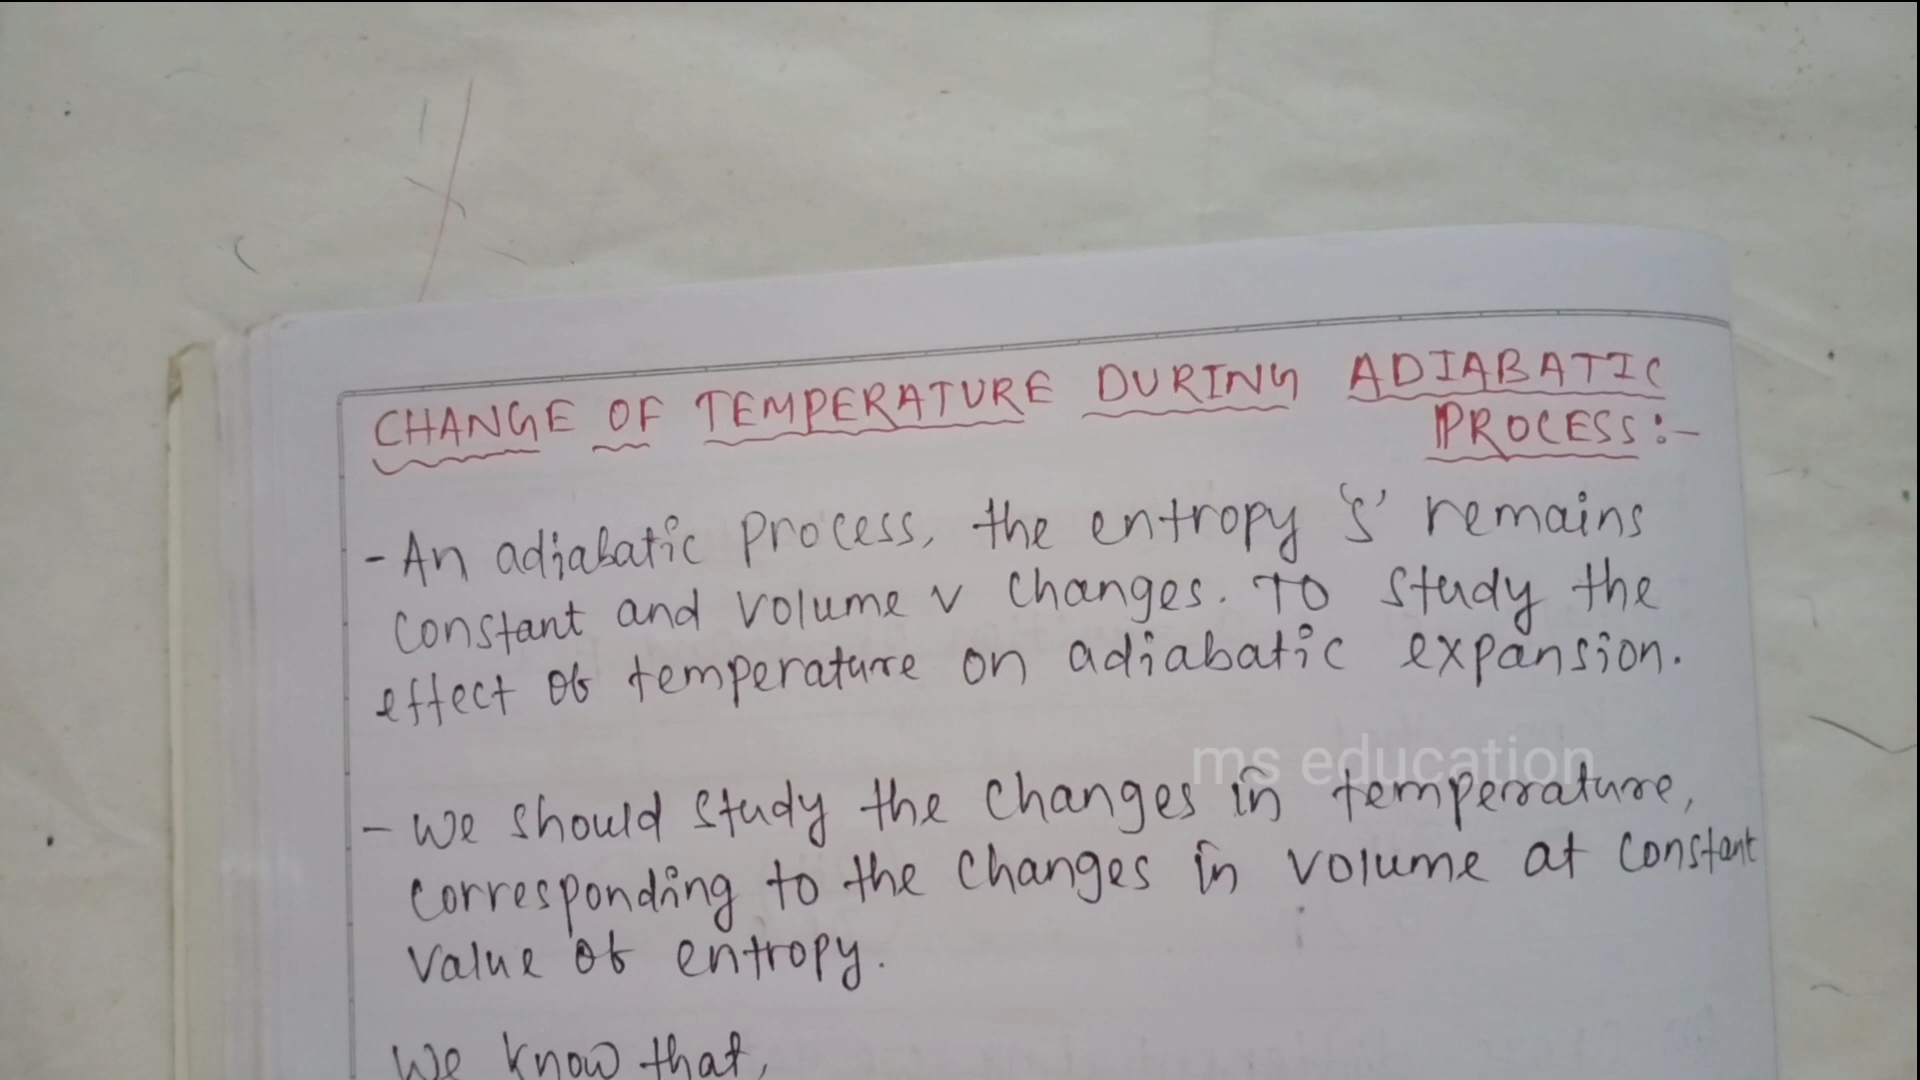 CHANGE OF TEMPERATURE DURING ADIABATIC
PROCESS:-
- An adiabatic process, the entropy 's' remains
constant and volume v changes. To study the
effect of temperature on adiabatic expansion.
ms education
- We should study the changes in temperature,
corresponding to the changes in volume at constant
value of entropy.
We know that,